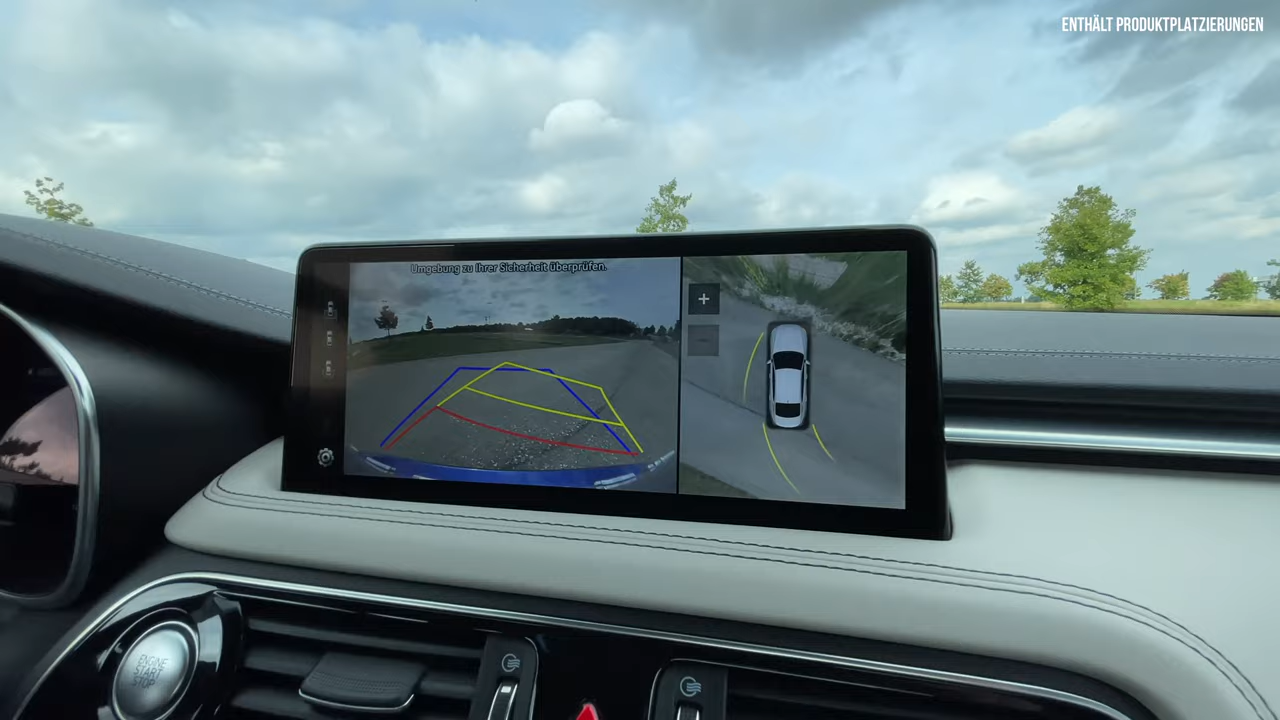 ENTHÄLT PRODUKTPLATZIERUNGEN
Umgebung zu Ihrer Sicherheit überprüfen.
+
ENGINE
START
STOP